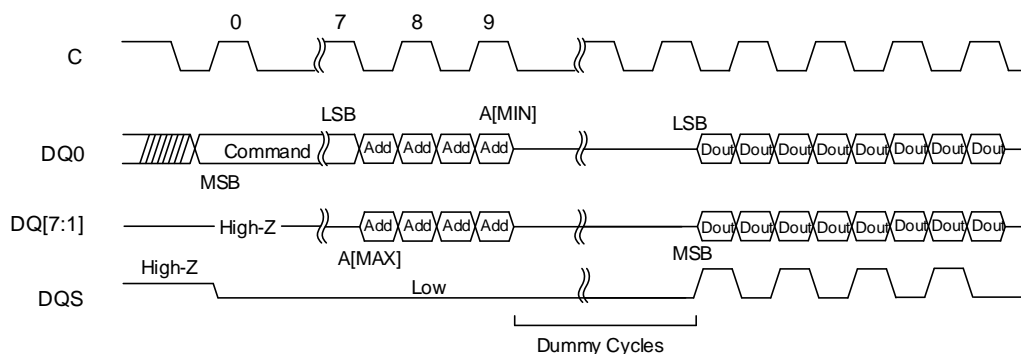 0 7 8 9
C
LSB A[MIN] LSB
DQ0 Command Add Add Add Add Dout Dout Dout Dout Dout Dout Dout Dout
MSB
DQ[7:1] High-Z Add Add Add Add Dout Dout Dout Dout Dout Dout Dout Dout
A[MAX] MSB
High-Z
DQS Low
Dummy Cycles